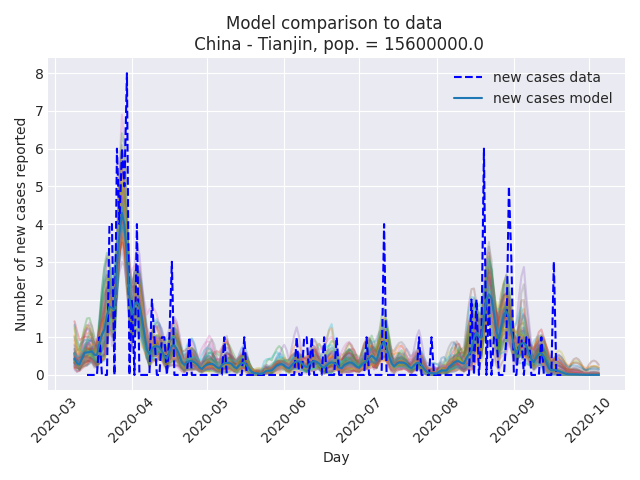 Model comparison to data
China - Tianjin, pop. = 15600000.0
new cases data
new cases model
Number of new cases reported
8
7
6
5
4
3
2
1
0
2020-03
2020-04
2020-05
2020-06
2020-07
2020-08
2020-09
2020-10
Day